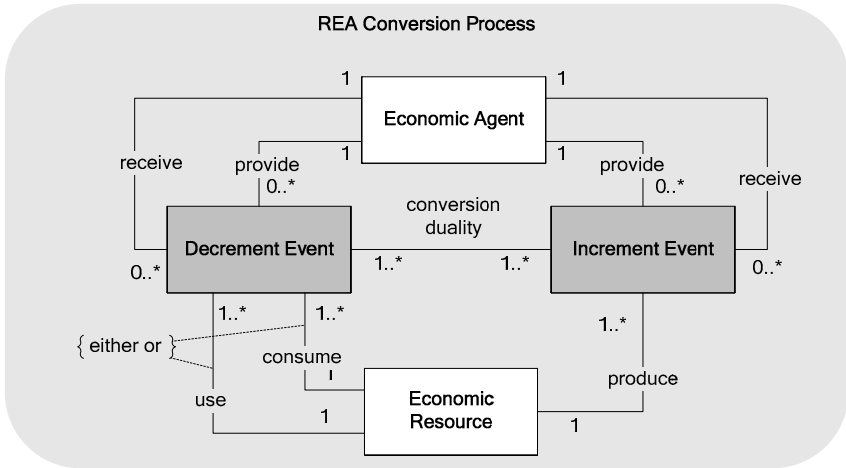 REA Conversion Process
1
1
Economic Agent
receive
provide
1
1
provide
receive
0..*
0..*
conversion
duality
Decrement Event
Increment Event
0..*
1..*
1..*
0..*
1..*
1..*
1..*
{ either or }
consume
1
produce
use
Economic
Resource
1
1